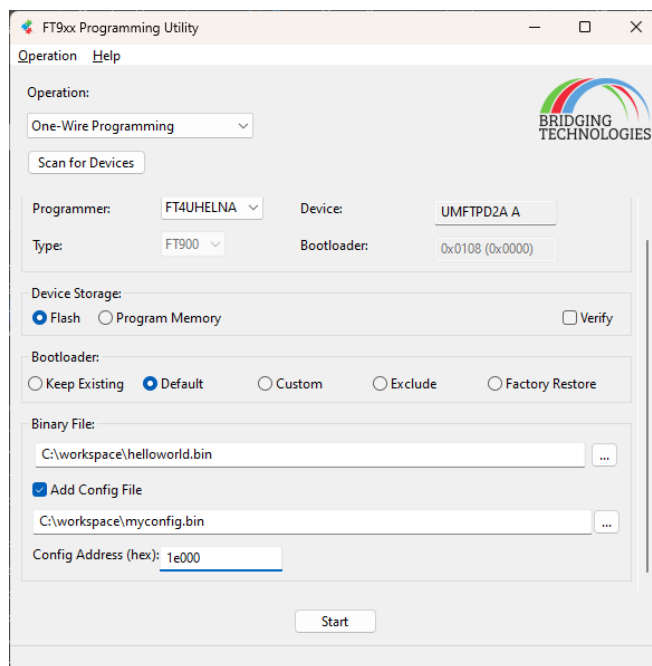 FT9xx Programming Utility
Operation Help
Operation:
One-Wire Programming
BRIDGING
TECHNOLOGIES
Scan for Devices
Programmer: FT4UHELNA Device: UMFTPD2A A
Type: FT900 Bootloader: 0x0108 (0x0000)
Device Storage:
Flash Program Memory Verify
Bootloader:
Keep Existing Default Custom Exclude Factory Restore
Binary File:
C:\workspace\helloworld.bin ...
Add Config File
C:\workspace\myconfig.bin ...
Config Address (hex): 1e000
Start